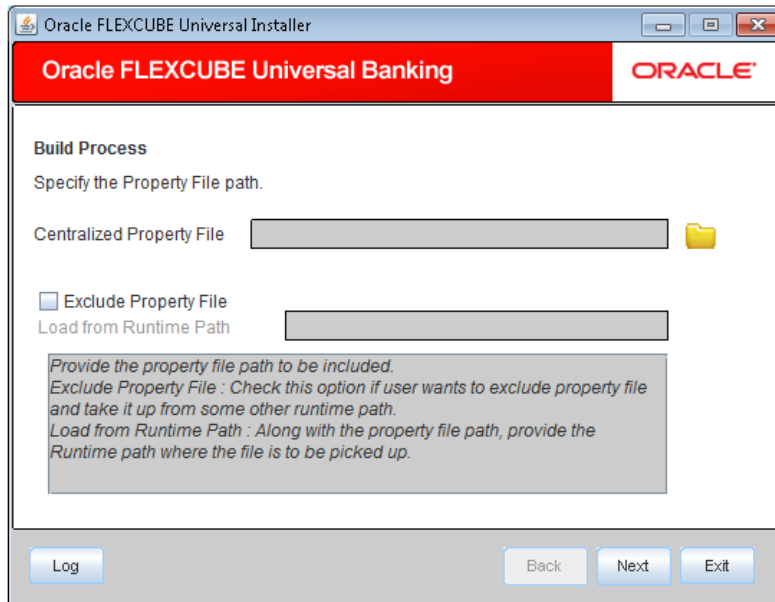 Oracle FLEXCUBE Universal Installer
Oracle FLEXCUBE Universal Banking
ORACLE
Build Process
Specify the Property File path.
Centralized Property File
Exclude Property File
Load from Runtime Path
Provide the property file path to be included.
Exclude Property File : Check this option if user wants to exclude property file
and take it up from some other runtime path.
Load from Runtime Path : Along with the property file path, provide the
Runtime path where the file is to be picked up.
Log
Back
Next
Exit